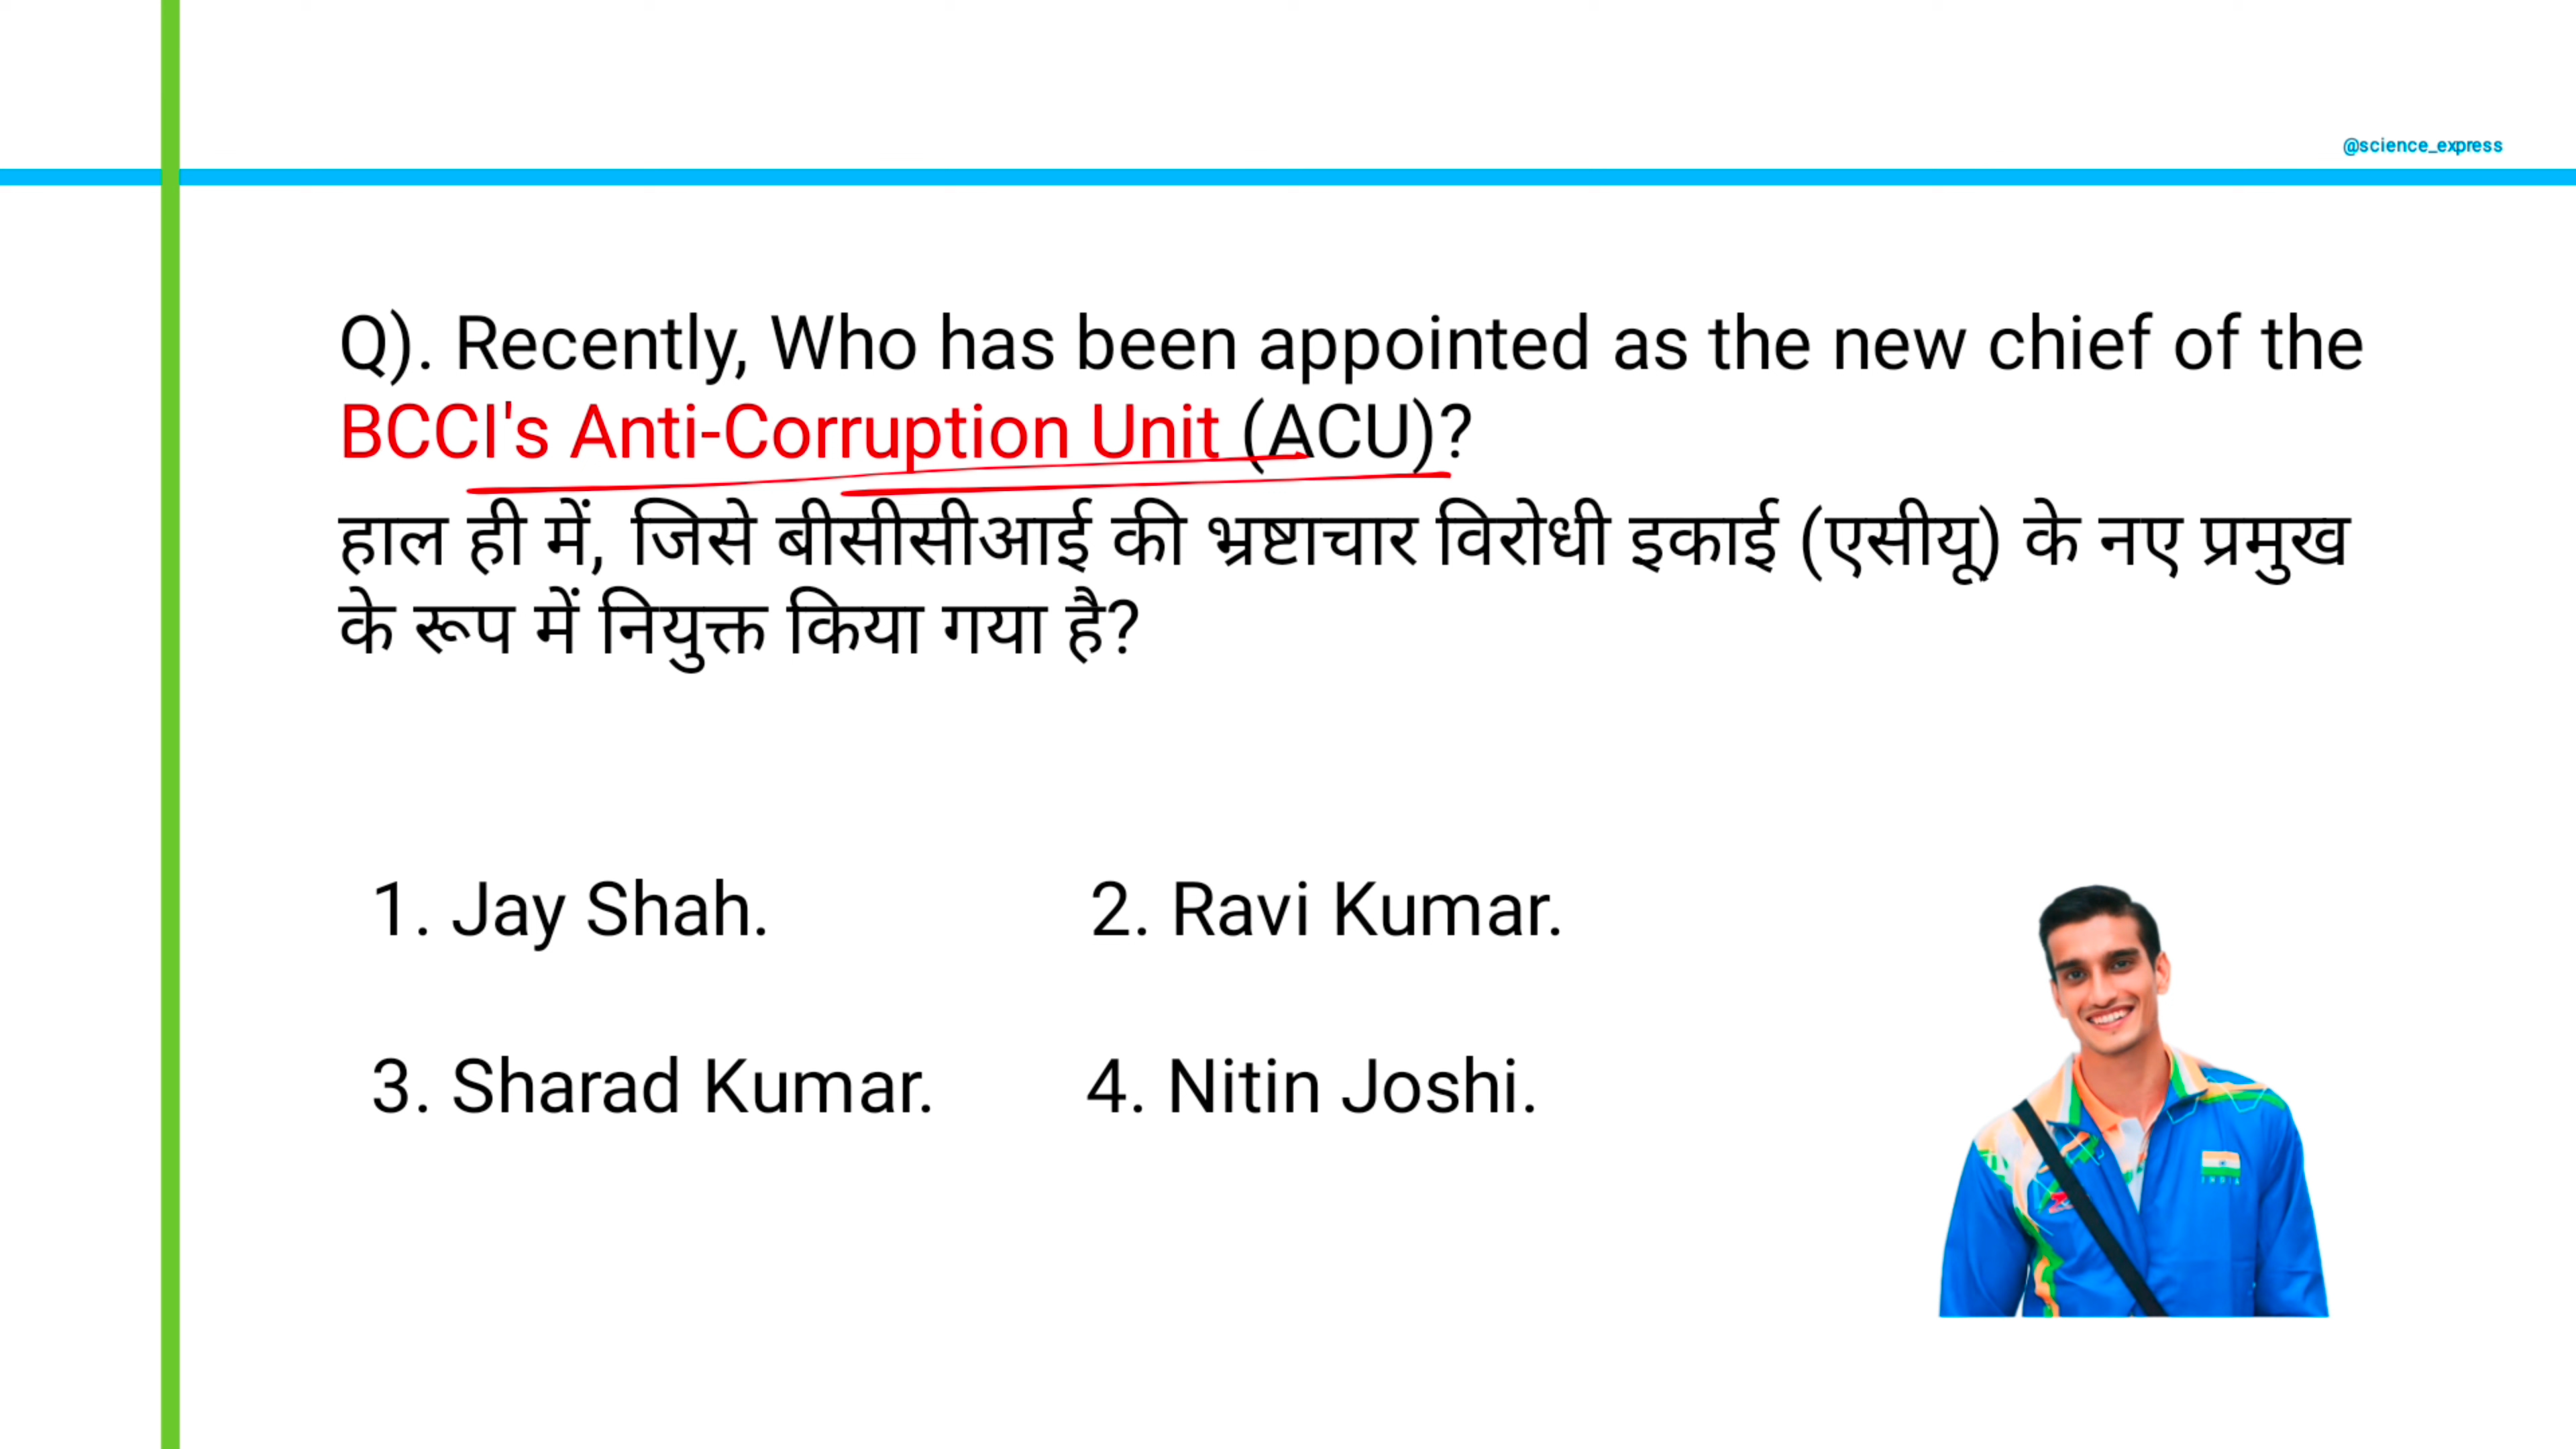 @science_express
Q). Recently, Who has been appointed as the new chief of the
BCCI's Anti-Corruption Unit (ACU)?
हाल ही में, जिसे बीसीसीआई की भ्रष्टाचार विरोधी इकाई (एसीयू) के नए प्रमुख
के रूप में नियुक्त किया गया है?
1. Jay Shah.
2. Ravi Kumar.
3. Sharad Kumar.
4. Nitin Joshi.
INDIA